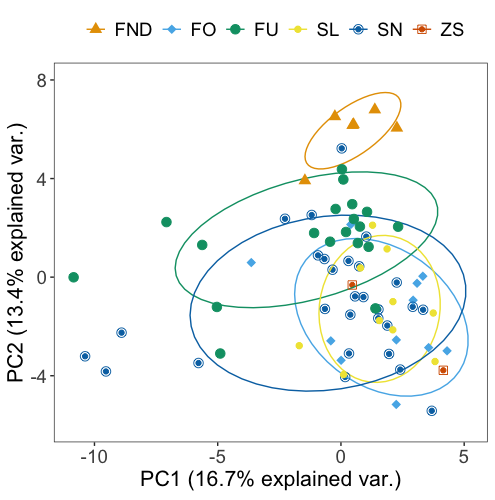 FND FO FU SL SN ZS
8
4
0
-4
PC2 (13.4% explained var.)
-10 -5 0 5
PC1 (16.7% explained var.)